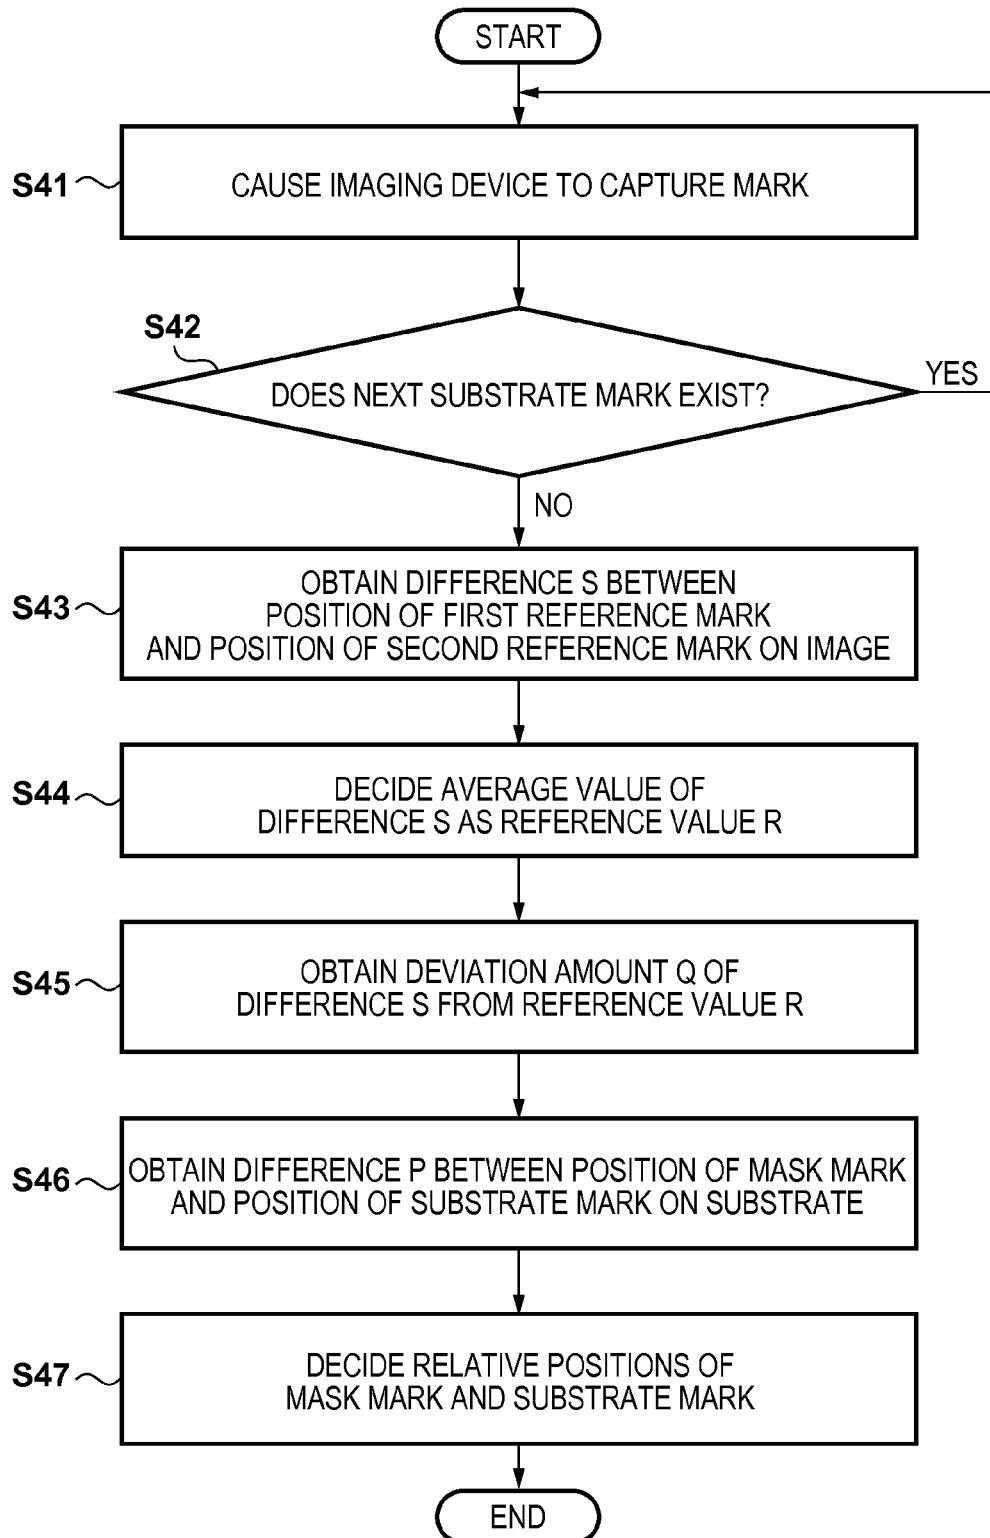 START
S41
CAUSE IMAGING DEVICE TO CAPTURE MARK
S42
DOES NEXT SUBSTRATE MARK EXIST?
YES
NO
S43
OBTAIN DIFFERENCE S BETWEEN
POSITION OF FIRST REFERENCE MARK
AND POSITION OF SECOND REFERENCE MARK ON IMAGE
S44
DECIDE AVERAGE VALUE OF
DIFFERENCE S AS REFERENCE VALUE R
S45
OBTAIN DEVIATION AMOUNT Q OF
DIFFERENCE S FROM REFERENCE VALUE R
S46
OBTAIN DIFFERENCE P BETWEEN POSITION OF MASK MARK
AND POSITION OF SUBSTRATE MARK ON SUBSTRATE
S47
DECIDE RELATIVE POSITIONS OF
MASK MARK AND SUBSTRATE MARK
END